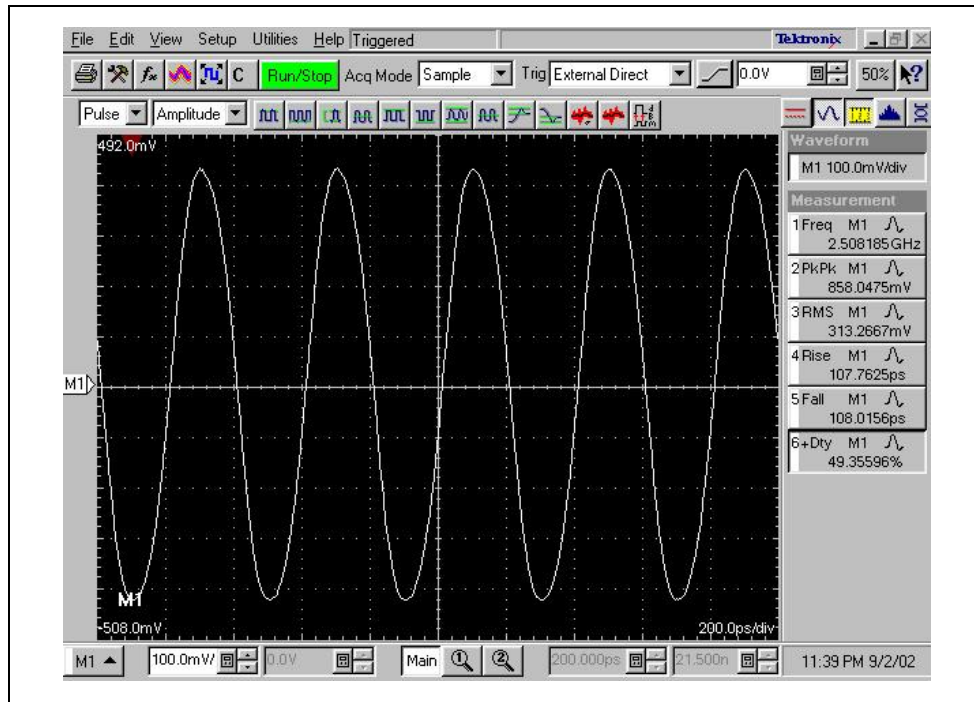 File Edit View Setup Utilities Help Triggered Tektronix
C Run/Stop Acq Mode Sample Trig External Direct 0.0V 50% ?
Pulse Amplitude
492.0mV
Waveform
M1 100.0mV/div
Measurement
1 Freq M1
2.508185GHz
2 PkPk M1
858.0475mV
3 RMS M1
313.2667mV
4 Rise M1
107.7625ps
M1
5 Fall M1
108.0156ps
6 +Dty M1
49.35596%
M1
-508.0mV 200.0ps/div
M1 100.0mV/ 0.0V Main 1 2 200.000ps 21.500n 11:39 PM 9/2/02